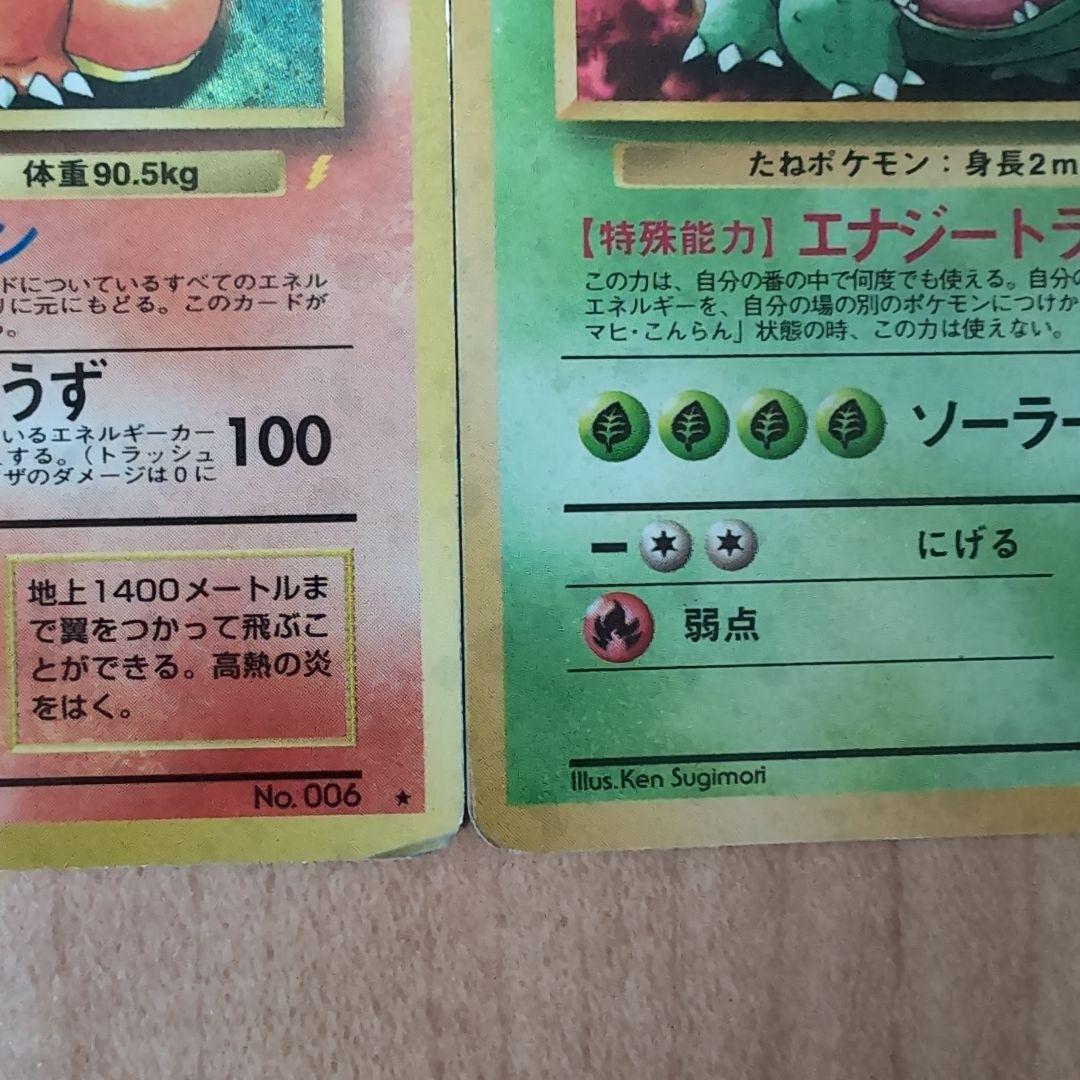 体重90.5kg
ン
ドについているすべてのエネル
りに元にもどる。このカードが
。
うず
いるエネルギーカー
する。(トラッシュ
ザのダメージは0に
100
地上1400メートルま
で翼をつかって飛ぶこ
とができる。高熱の炎
をはく。
No. 006 ★
たねポケモン:身長2m
【特殊能力】エナジートラ
この力は、自分の番の中で何度でも使える。自分の
エネルギーを、自分の場の別のポケモンにつけか
マヒ・こんらん」状態の時、この力は使えない。
ソーラー
にげる
弱点
Illus. Ken Sugimori